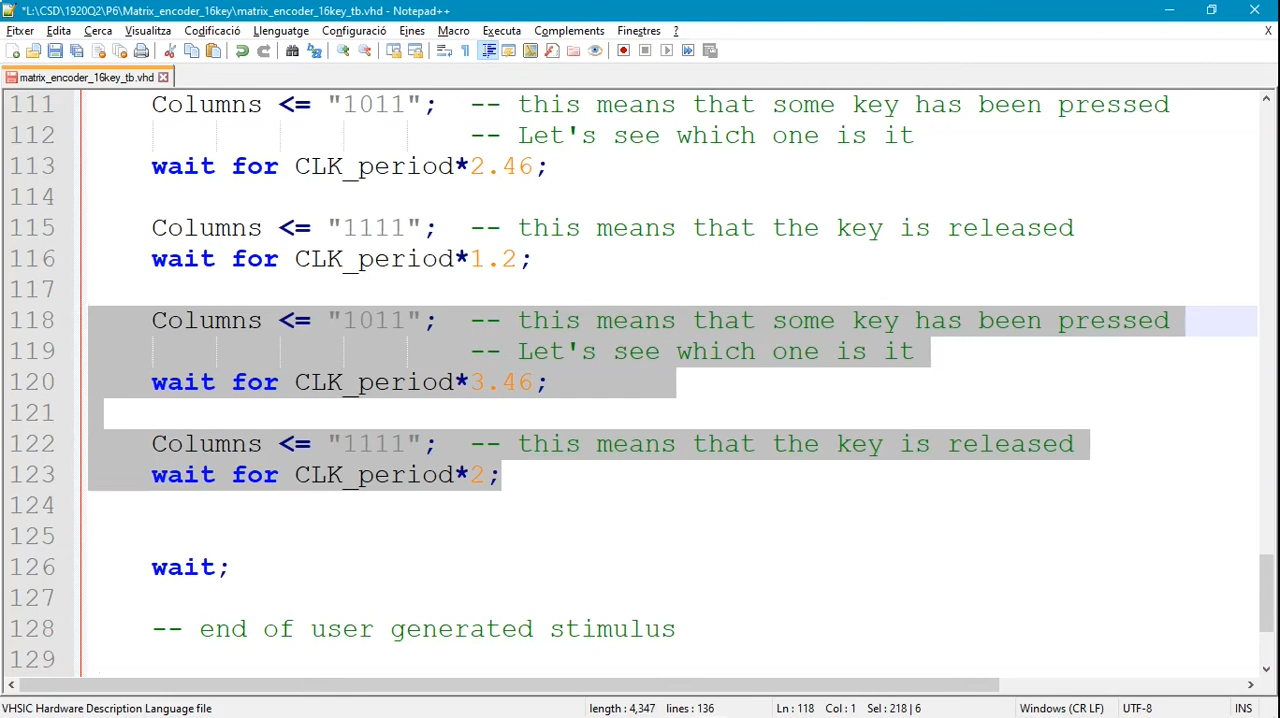 *L:\CSD\1920Q2\P6\Matrix_encoder_16key\matrix_encoder_16key_tb.vhd - Notepad++
Fitxer Edita Cerca Visualitza Codificació Llenguatge Configuració Eines Macro Executa Complements Finestres ? X
matrix_encoder_16key_tb.vhd
111 Columns <= "1011"; -- this means that some key has been pressed
112 -- Let's see which one is it
113 wait for CLK_period*2.46;
114
115 Columns <= "1111"; -- this means that the key is released
116 wait for CLK_period*1.2;
117
118 Columns <= "1011"; -- this means that some key has been pressed
119 -- Let's see which one is it
120 wait for CLK_period*3.46;
121
122 Columns <= "1111"; -- this means that the key is released
123 wait for CLK_period*2;
124
125
126 wait;
127
128 -- end of user generated stimulus
129
VHSIC Hardware Description Language file length : 4,347 lines : 136 Ln : 118 Col : 1 Sel : 218 | 6 Windows (CR LF) UTF-8 INS